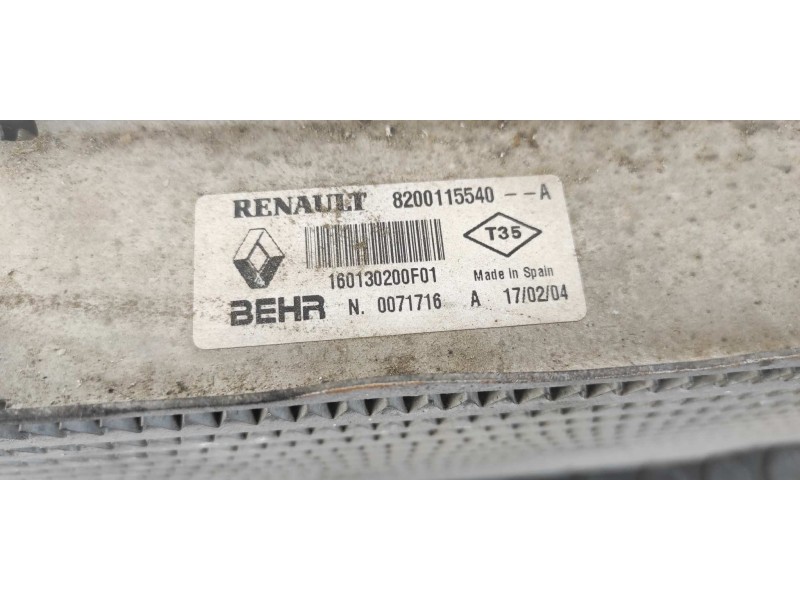 RENAULT 8200115540 --A
T35
160130200F01 Made in Spain
BEHR N. 0071716 A 17/02/04